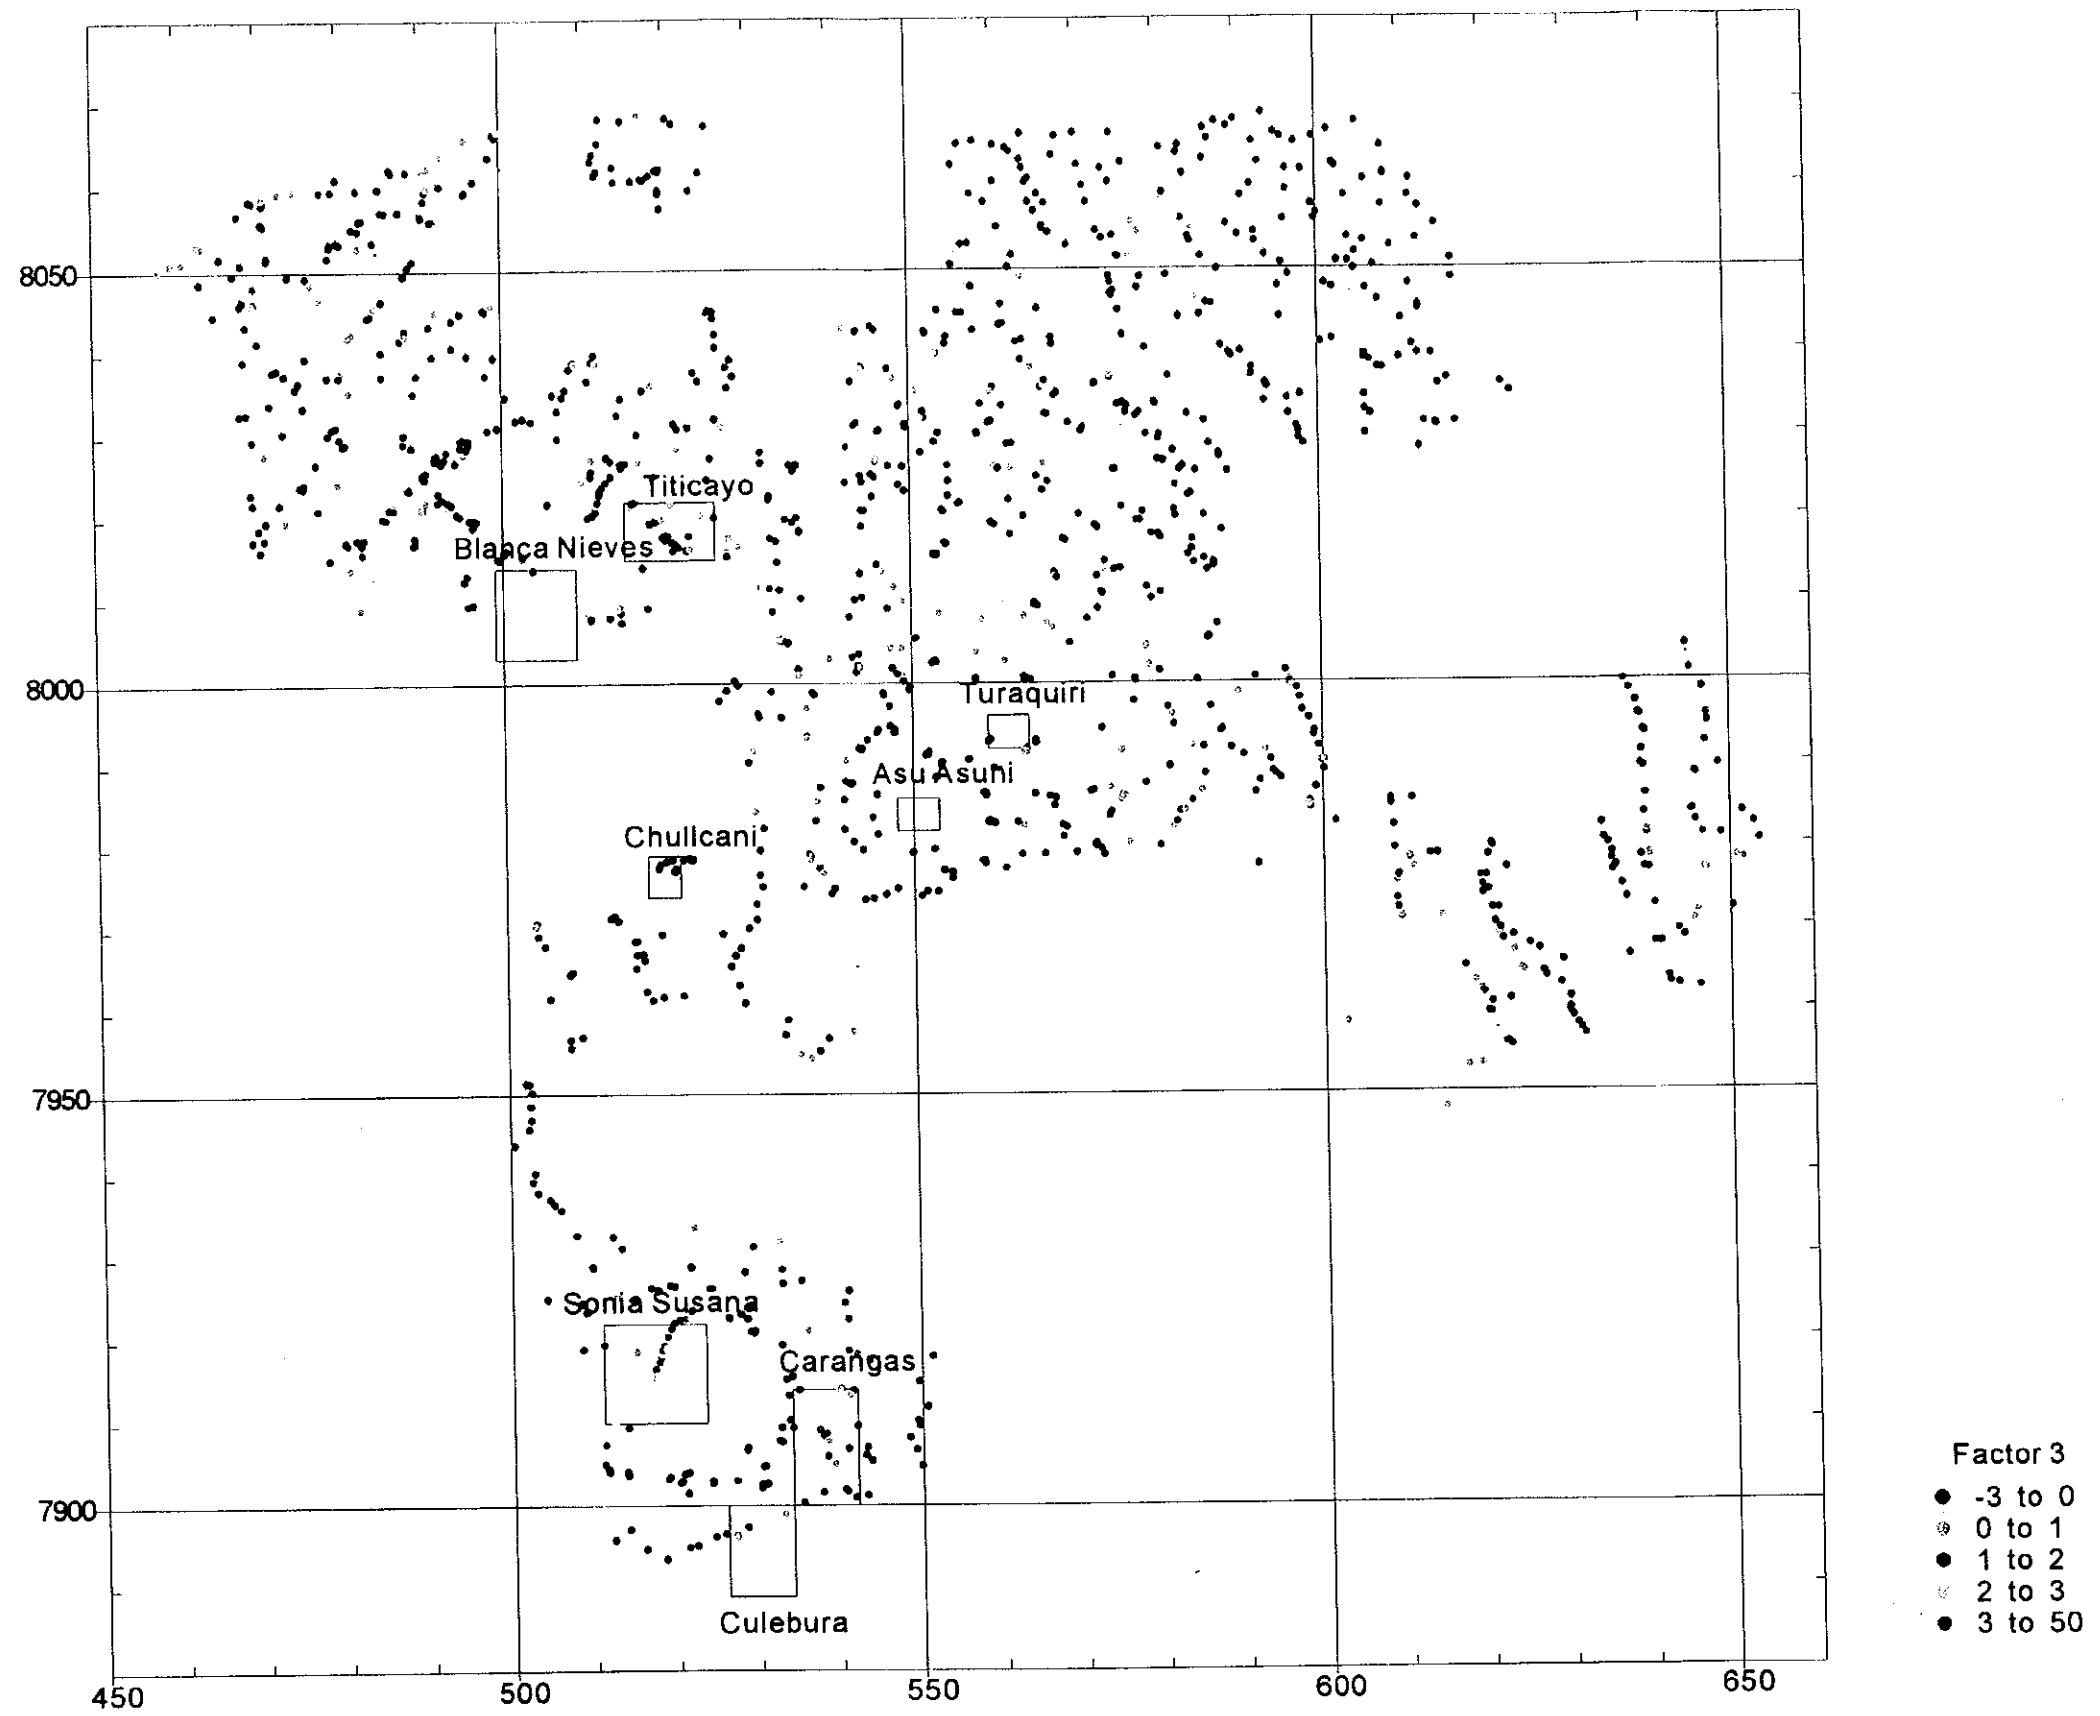 8050
Titicayo
Blanca Nieves
8000
Turaquiri
Asu Asuni
Chullcani
7950
Sonia Susana
Carangas
7900
Culebura
450
500
550
600
650
Factor 3
-3 to 0
0 to 1
1 to 2
2 to 3
3 to 50